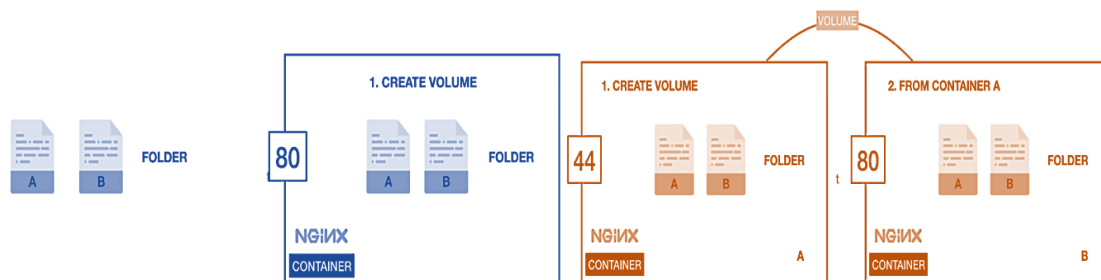 VOLUME
1. CREATE VOLUME
1. CREATE VOLUME
2. FROM CONTAINER A
A
B
FOLDER
80
A
B
FOLDER
44
A
B
FOLDER
t
80
A
B
FOLDER
NGINX
CONTAINER
NGINX
CONTAINER
A
NGINX
CONTAINER
B